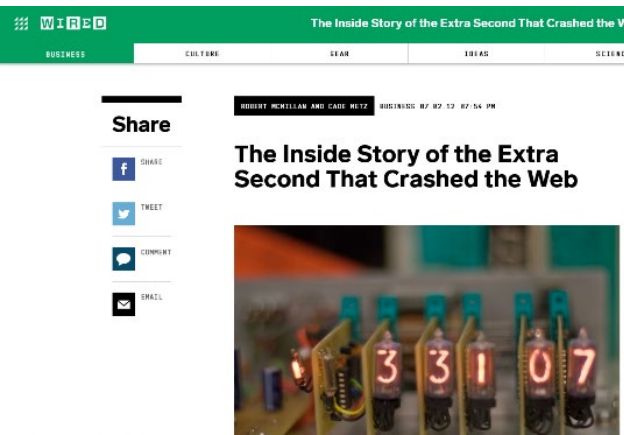 WIRED
The Inside Story of the Extra Second That Crashed the W
BUSINESS
CULTURE
GEAR
IDEAS
SCIENC
Share
SHARE
TWEET
COMMENT
EMAIL
ROBERT MCMILLAN AND CADE METZ BUSINESS 07.02.12 07:54 PM
The Inside Story of the Extra
Second That Crashed the Web
3 3 1 0 7